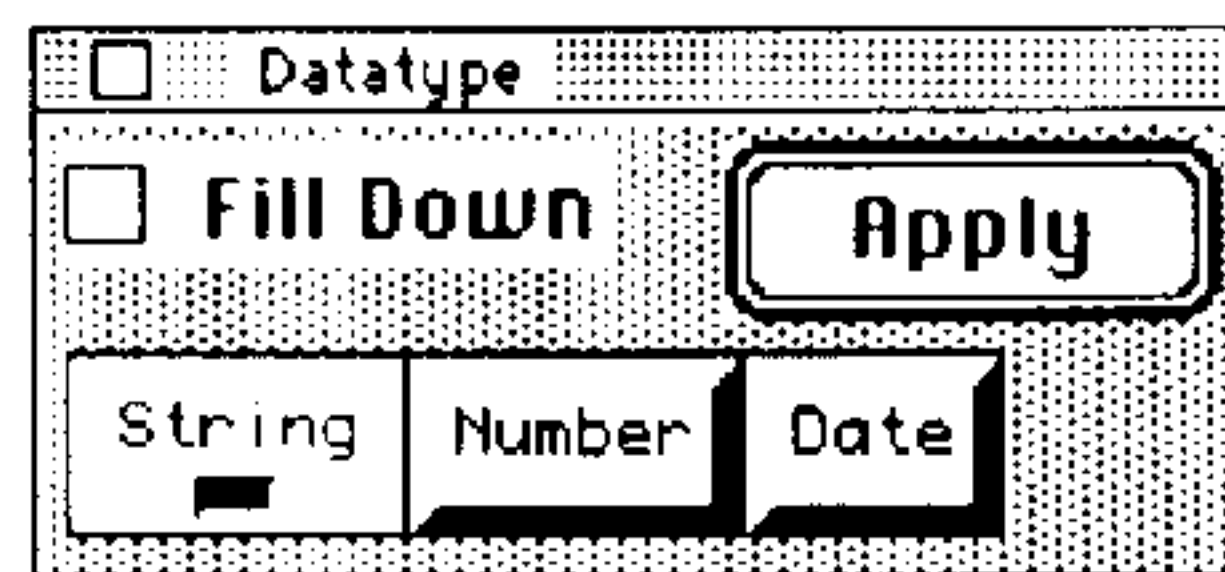 Datatype
Fill Down
Apply
String
Number
Date